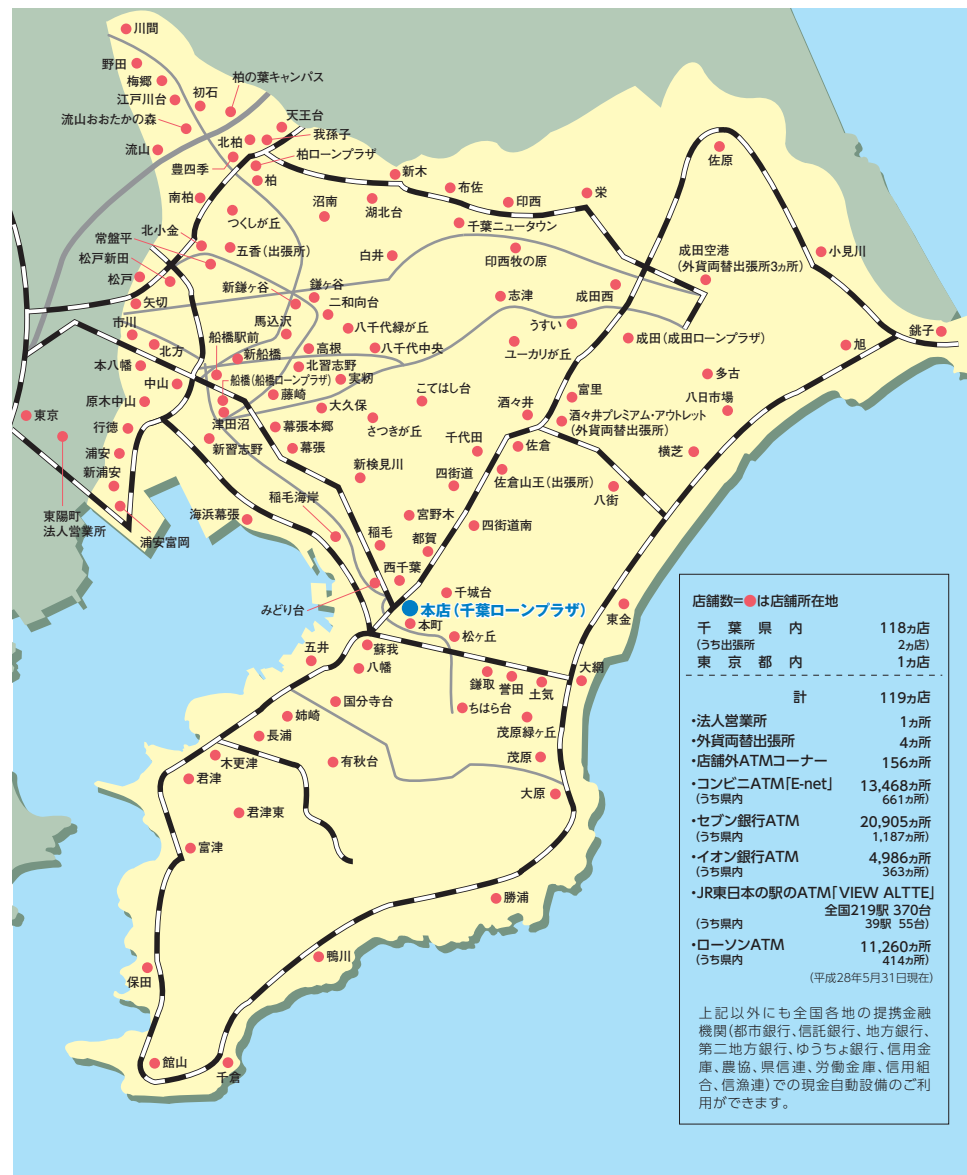 川間
野田
梅郷
江戸川台
初石
柏の葉キャンパス
流山おおたかの森
流山
天王台
北柏
我孫子
柏ローンプラザ
豊四季
柏
南柏
新木
布佐
印西
栄
佐原
つくしが丘
沼南
湖北台
千葉ニュータウン
北小金
常盤平
五香(出張所)
松戸新田
松戸
白井
印西牧の原
成田空港
(外貨両替出張所3ヵ所)
小見川
矢切
新鎌ヶ谷
鎌ヶ谷
二和向台
志津
成田西
市川
船橋駅前
馬込沢
八千代緑が丘
うすい
銚子
北方
新船橋
高根
八千代中央
ユーカリが丘
成田(成田ローンプラザ)
旭
本八幡
中山
船橋(船橋ローンプラザ)
北習志野
実籾
多古
原木中山
藤崎
こてはし台
富里
八日市場
東京
行徳
津田沼
大久保
酒々井
酒々井プレミアム・アウトレット
(外貨両替出張所)
幕張本郷
さつきが丘
千代田
佐倉
浦安
新習志野
幕張
横芝
新浦安
新検見川
四街道
佐倉山王(出張所)
八街
東陽町
法人営業所
浦安富岡
海浜幕張
稲毛海岸
宮野木
四街道南
稲毛
都賀
西千葉
みどり台
千城台
本店(千葉ローンプラザ)
本町
東金
松ヶ丘
五井
蘇我
八幡
鎌取
誉田
土気
大網
国分寺台
ちはら台
姉崎
茂原緑ヶ丘
長浦
木更津
有秋台
茂原
君津
大原
君津東
富津
勝浦
鴨川
保田
館山
千倉
店舗数=●は店舗所在地
千葉県内 118ヵ店
(うち出張所 2ヵ店)
東京都内 1ヵ店
計 119ヵ店
・法人営業所 1ヵ所
・外貨両替出張所 4ヵ所
・店舗外ATMコーナー 156ヵ所
・コンビニATM「E-net」 13,468ヵ所
(うち県内 661ヵ所)
・セブン銀行ATM 20,905ヵ所
(うち県内 1,187ヵ所)
・イオン銀行ATM 4,986ヵ所
(うち県内 363ヵ所)
・JR東日本の駅のATM「VIEW ALTTE」
全国219駅 370台
(うち県内 39駅 55台)
・ローソンATM 11,260ヵ所
(うち県内 414ヵ所)
(平成28年5月31日現在)
上記以外にも全国各地の提携金融
機関(都市銀行、信託銀行、地方銀行、
第二地方銀行、ゆうちょ銀行、信用金
庫、農協、県信連、労働金庫、信用組
合、信漁連)での現金自動設備のご利
用ができます。